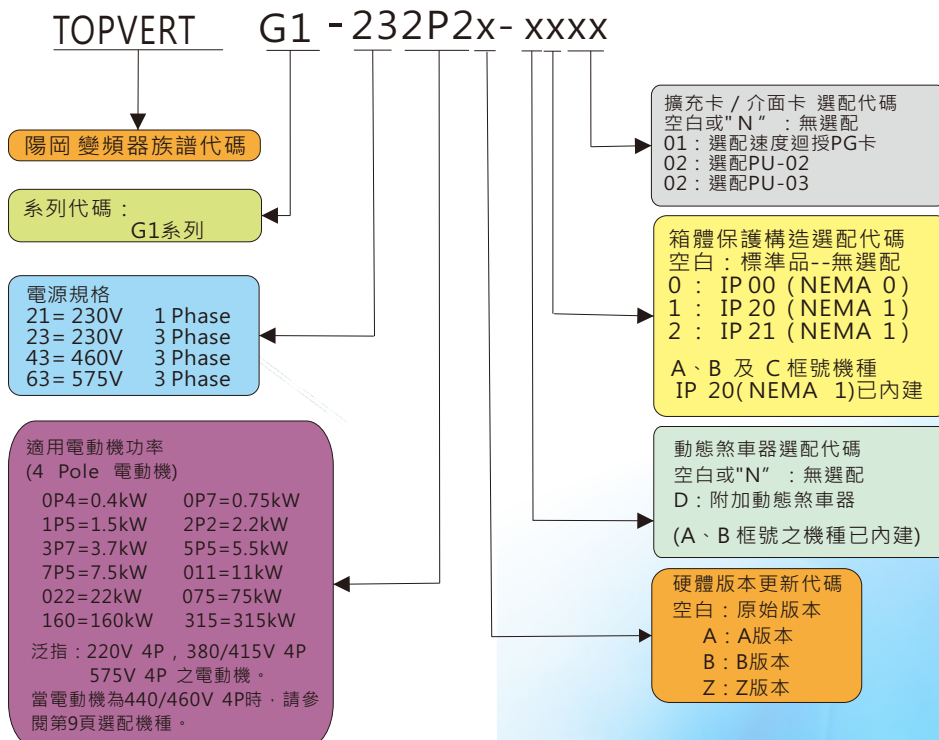 TOPVERT G1 - 232P2x- xxxx
陽岡 變頻器族譜代碼
系列代碼：
G1系列
電源規格
21= 230V 1 Phase
23= 230V 3 Phase
43= 460V 3 Phase
63= 575V 3 Phase
適用電動機功率
(4 Pole 電動機)
0P4=0.4kW 0P7=0.75kW
1P5=1.5kW 2P2=2.2kW
3P7=3.7kW 5P5=5.5kW
7P5=7.5kW 011=11kW
022=22kW 075=75kW
160=160kW 315=315kW
泛指：220V 4P , 380/415V 4P
575V 4P 之電動機。
當電動機為440/460V 4P時，請參
閱第9頁選配機種。
擴充卡 / 介面卡 選配代碼
空白或"N"：無選配
01：選配速度迴授PG卡
02：選配PU-02
02：選配PU-03
箱體保護構造選配代碼
空白：標準品--無選配
0 : IP00 (NEMA 0)
1 : IP20 (NEMA 1)
2 : IP21 (NEMA 1)
A、B 及 C 框號機種
IP 20(NEMA 1)已內建
動態煞車器選配代碼
空白或"N"：無選配
D：附加動態煞車器
(A、B 框號之機種已內建)
硬體版本更新代碼
空白：原始版本
A：A版本
B：B版本
Z：Z版本